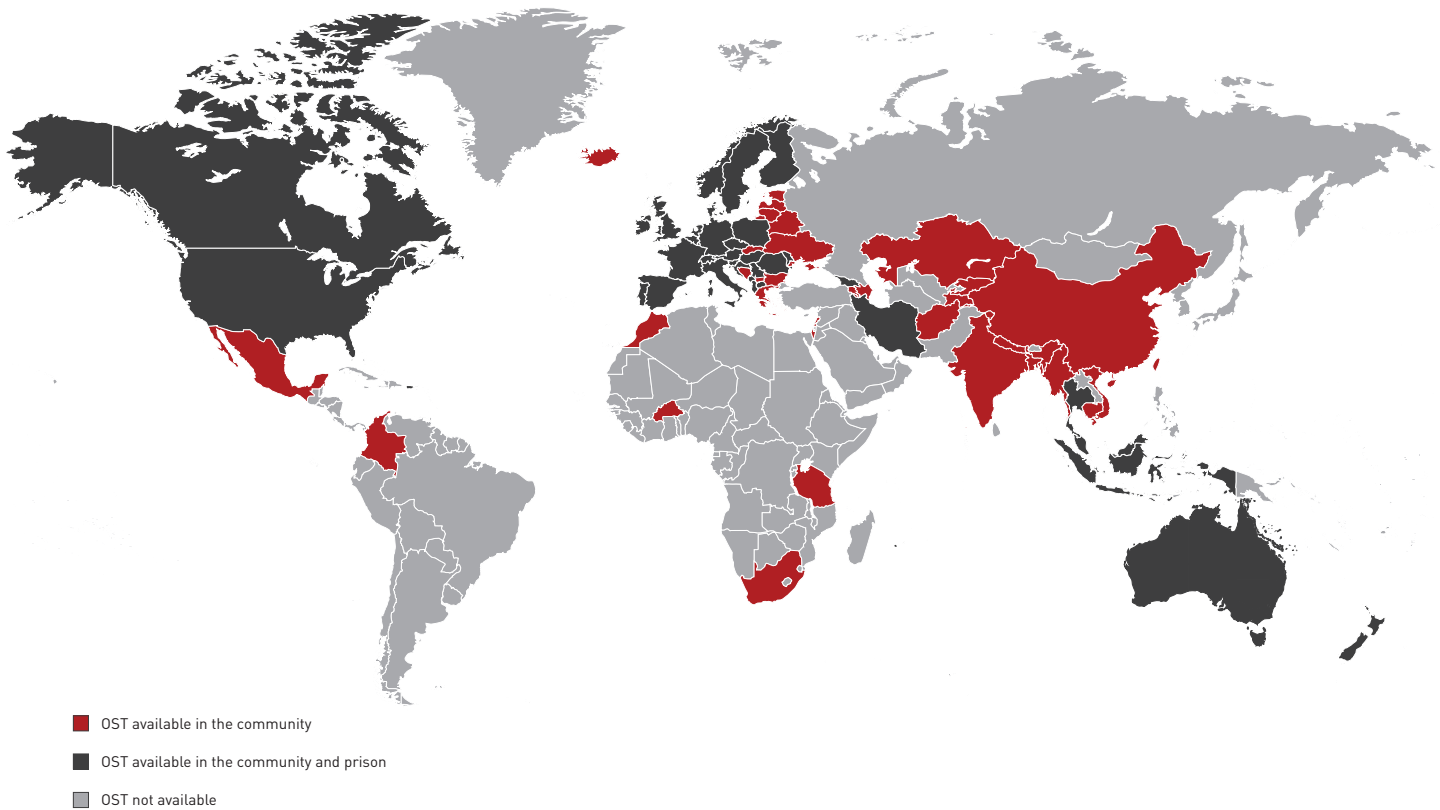 OST available in the community
OST available in the community and prison
OST not available